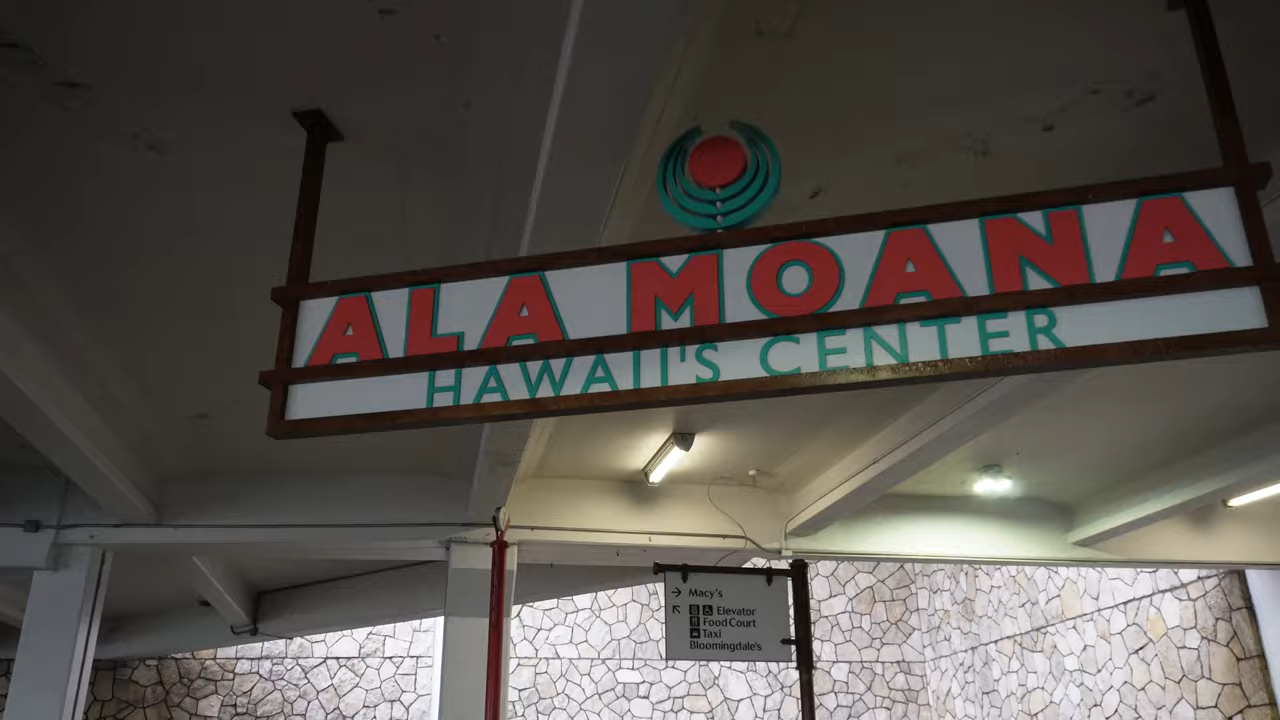 ALA MOANA
HAWAII'S CENTER
Macy's
Elevator
Food Court
Taxi
Bloomingdale's